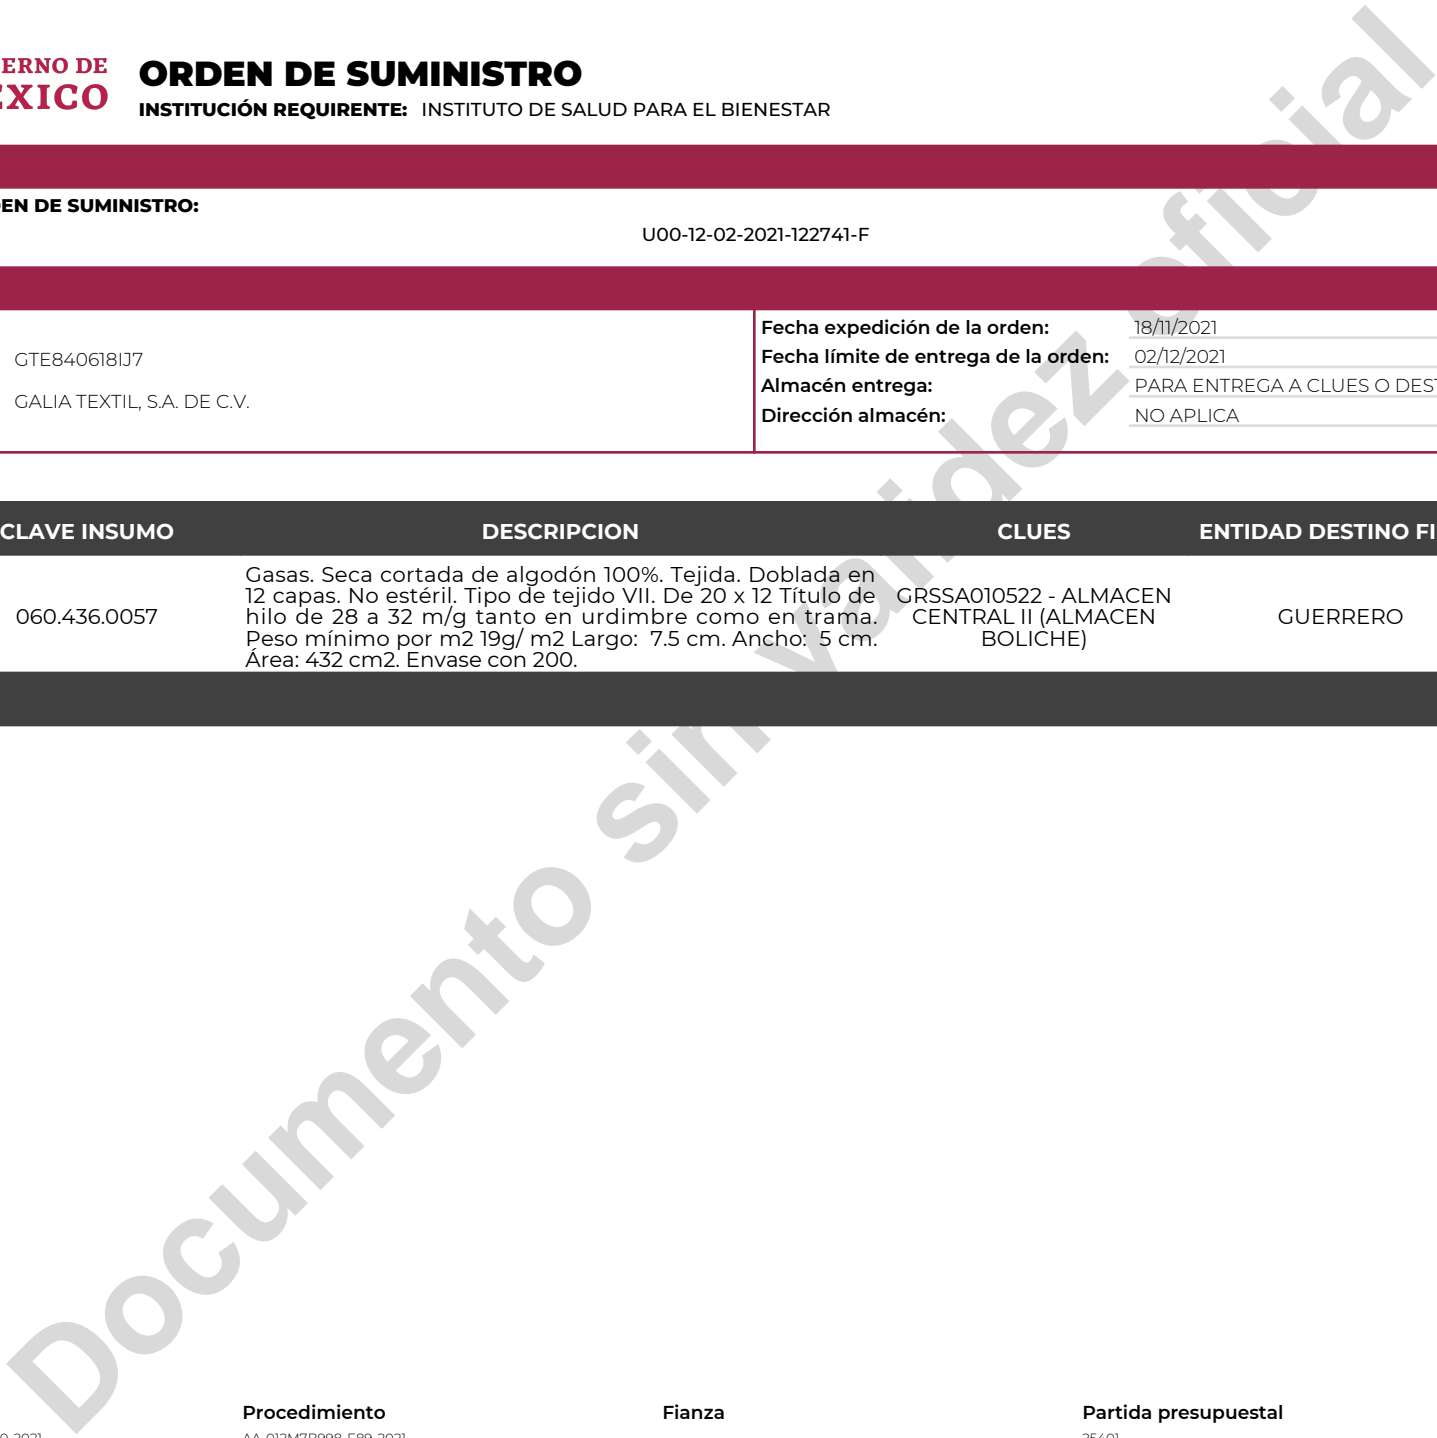 ERNO DE
EXICO
ORDEN DE SUMINISTRO
INSTITUCIÓN REQUIRENTE: INSTITUTO DE SALUD PARA EL BIENESTAR
EN DE SUMINISTRO:
U00-12-02-2021-122741-F
GTE840618IJ7
GALIA TEXTIL, S.A. DE C.V.
Fecha expedición de la orden: 18/11/2021
Fecha límite de entrega de la orden: 02/12/2021
Almacén entrega: PARA ENTREGA A CLUES O DEST
Dirección almacén: NO APLICA
CLAVE INSUMO DESCRIPCION CLUES ENTIDAD DESTINO FI
060.436.0057
Gasas. Seca cortada de algodón 100%. Tejida. Doblada en
12 capas. No estéril. Tipo de tejido VII. De 20 x 12 Título de
hilo de 28 a 32 m/g tanto en urdimbre como en trama.
Peso mínimo por m2 19g/ m2 Largo: 7.5 cm. Ancho: 5 cm.
Área: 432 cm2. Envase con 200.
GRSSA010522 - ALMACEN
CENTRAL II (ALMACEN
BOLICHE)
GUERRERO
Documento sin validez oficial
Procedimiento Fianza Partida presupuestal